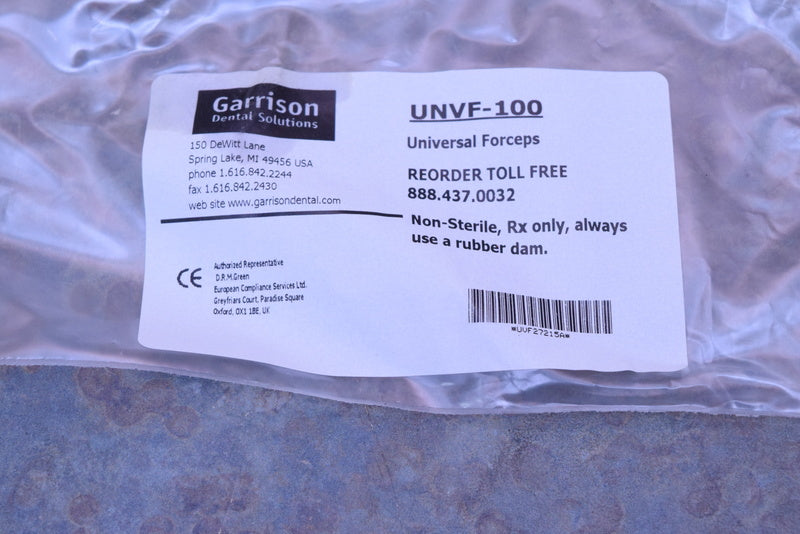 Garrison
Dental Solutions
150 DeWitt Lane
Spring Lake, MI 49456 USA
phone 1.616.842.2244
fax 1.616.842.2430
web site www.garrisondental.com
UNVF-100
Universal Forceps
REORDER TOLL FREE
888.437.0032
Non-Sterile, Rx only, always
use a rubber dam.
CE
Authorized Representative
D.R.M.Green
European Compliance Services Ltd.
Greyfriars Court, Paradise Square
Oxford, OX1 1BE, UK
*UVF27215A*